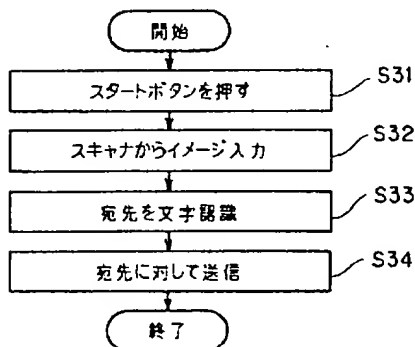 開始
スタートボタンを押す
S31
スキャナからイメージ入力
S32
宛先を文字認識
S33
宛先に対して送信
S34
終了